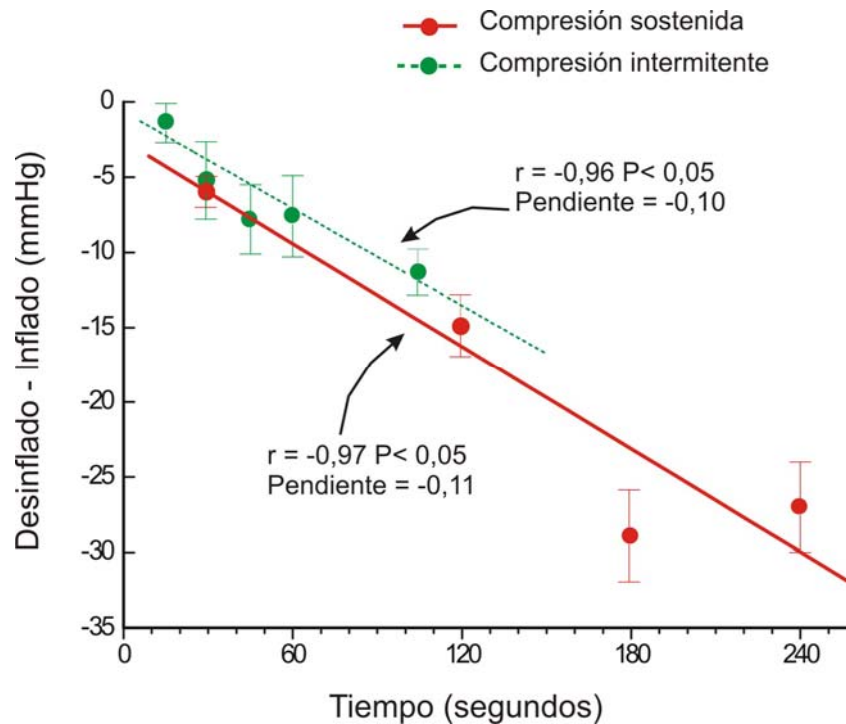 Compresión sostenida
Compresión intermitente
0
-5
-10
-15
-20
-25
-30
-35
Desinflado - Inflado (mmHg)
r = -0,96 P< 0,05
Pendiente = -0,10
r = -0,97 P< 0,05
Pendiente = -0,11
0 60 120 180 240
Tiempo (segundos)